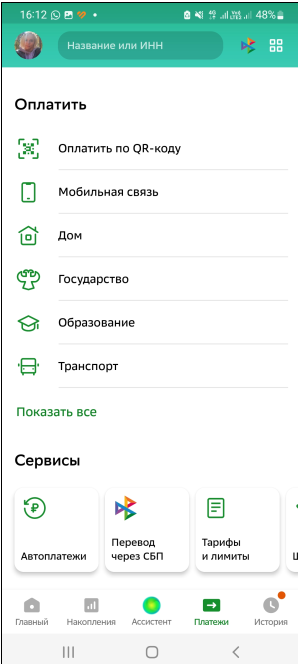 16:12 48%
Название или ИНН
Оплатить
Оплатить по QR-коду
Мобильная связь
Дом
Государство
Образование
Транспорт
Показать все
Сервисы
Автоплатежи
Перевод
через СБП
Тарифы
и лимиты
Главный Накопления Ассистент Платежи История